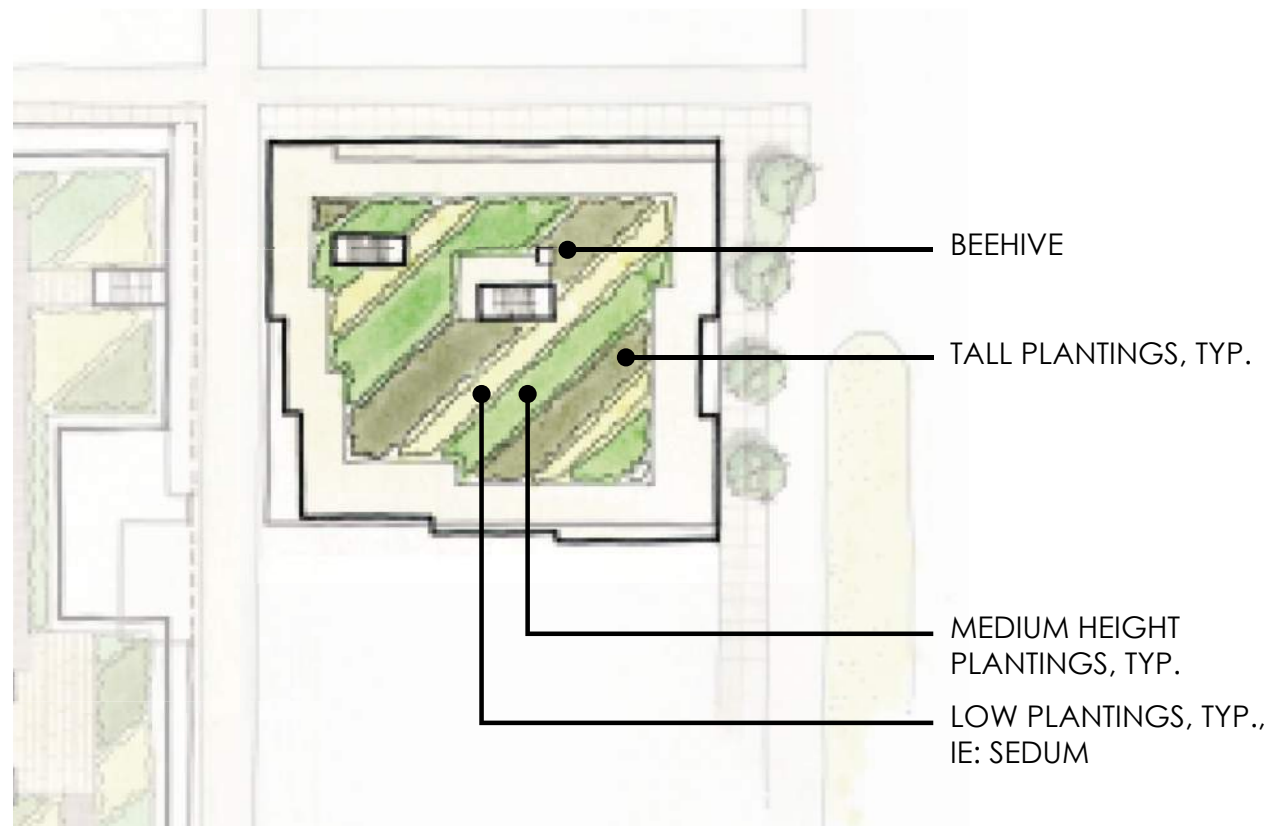 BEEHIVE
TALL PLANTINGS, TYP.
MEDIUM HEIGHT
PLANTINGS, TYP.
LOW PLANTINGS, TYP.,
IE: SEDUM